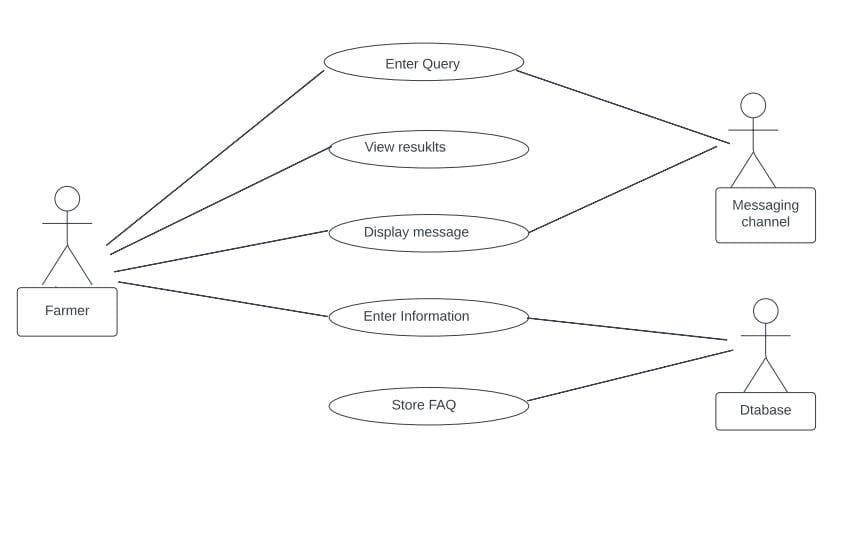 Enter Query
View resuklts
Messaging
channel
Display message
Farmer
Enter Information
Store FAQ
Dtabase